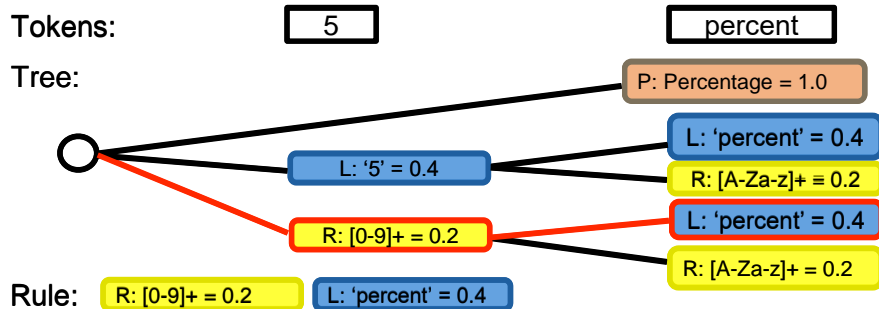 Tokens: 5 percent
Tree:
P: Percentage = 1.0
L: ‘percent’ = 0.4
L: ‘5’ = 0.4
R: [A-Za-z]+ = 0.2
L: ‘percent’ = 0.4
R: [0-9]+ = 0.2
R: [A-Za-z]+ = 0.2
Rule: R: [0-9]+ = 0.2 L: ‘percent’ = 0.4